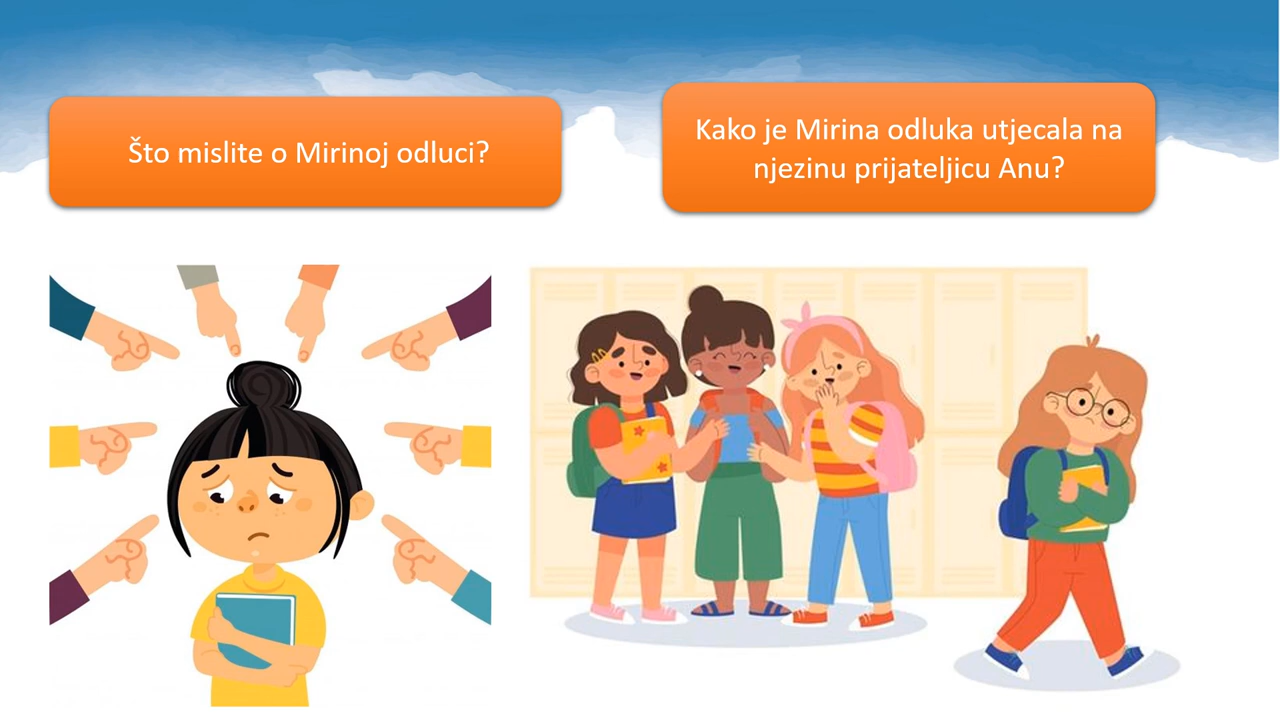 Što mislite o Mirinoj odluci?
Kako je Mirina odluka utjecala na
njezinu prijateljicu Anu?